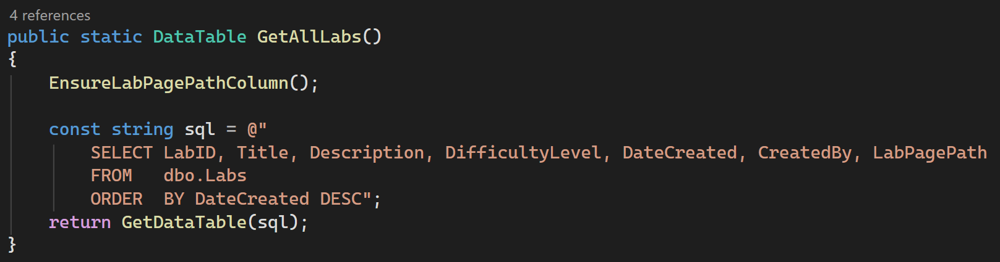 4 references
public static DataTable GetAllLabs()
{
    EnsureLabPagePathColumn();

    const string sql = @"
        SELECT LabID, Title, Description, DifficultyLevel, DateCreated, CreatedBy, LabPagePath
        FROM   dbo.Labs
        ORDER  BY DateCreated DESC";
    return GetDataTable(sql);
}